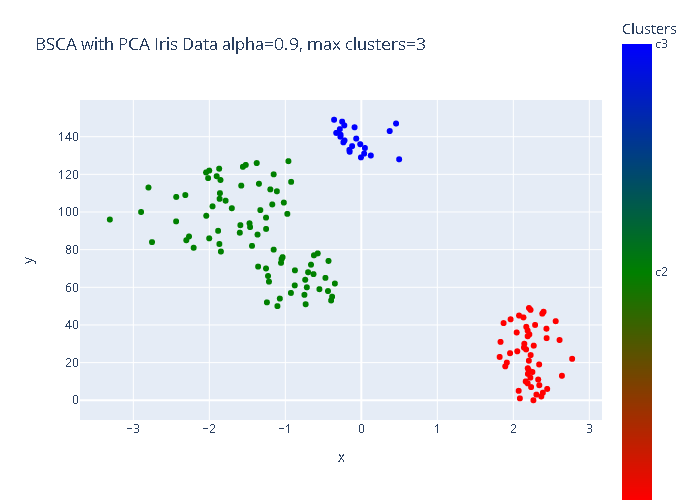 BSCA with PCA Iris Data alpha=0.9, max clusters=3
Clusters
c3
c2
140
120
100
80
60
40
20
0
y
−3 −2 −1 0 1 2 3
x